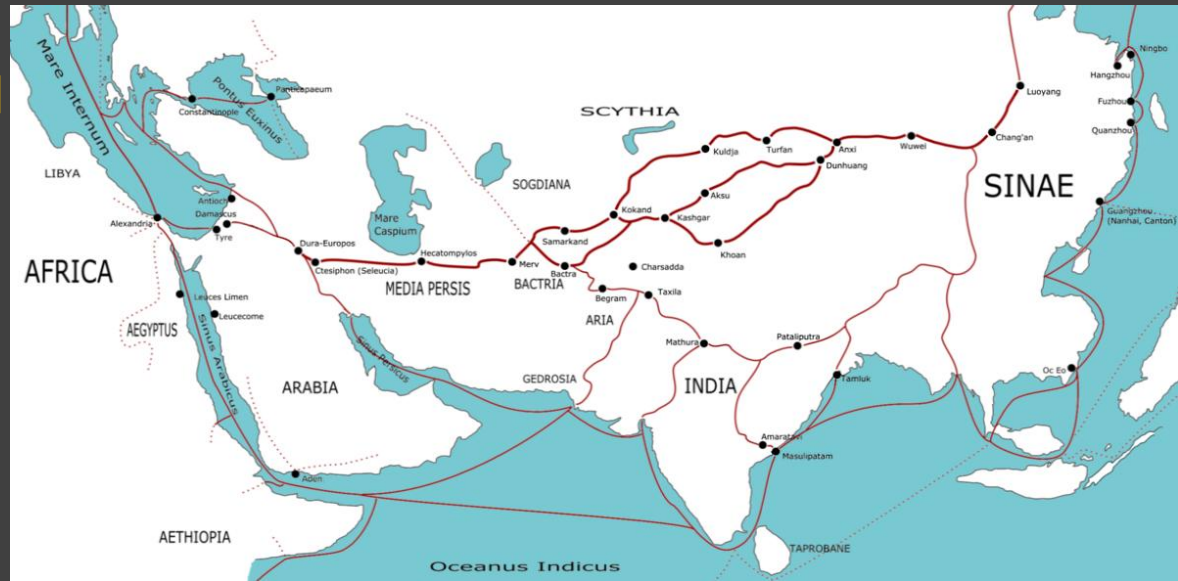 Mare Internum
Pontus Euxinus
Panticapaeum
Constantinople
SCYTHIA
Ningbo
Hangzhou
Luoyang
Fuzhou
Quanzhou
Chang'an
Kuldja
Turfan
Anxi
Wuwei
Dunhuang
LIBYA
SOGDIANA
SINAE
Antioch
Aksu
Damascus
Alexandria
Tyre
Mare
Caspium
Kokand
Kashgar
Guangzhou
(Nanhai, Canton)
Samarkand
Dura-Europos
Hecatompylos
Khoan
AFRICA
Ctesiphon (Seleucia)
Merv
Bactra
Charsadda
MEDIA PERSIS
BACTRIA
Begram
Taxila
Leuces Limen
Leucecome
AEGYPTUS
Sinus Arabicus
Sinus Persicus
ARIA
Mathura
Pataliputra
ARABIA
GEDROSIA
INDIA
Tamluk
Oc Eo
Amaratavi
Masulipatam
Aden
AETHIOPIA
TAPROBANE
Oceanus Indicus